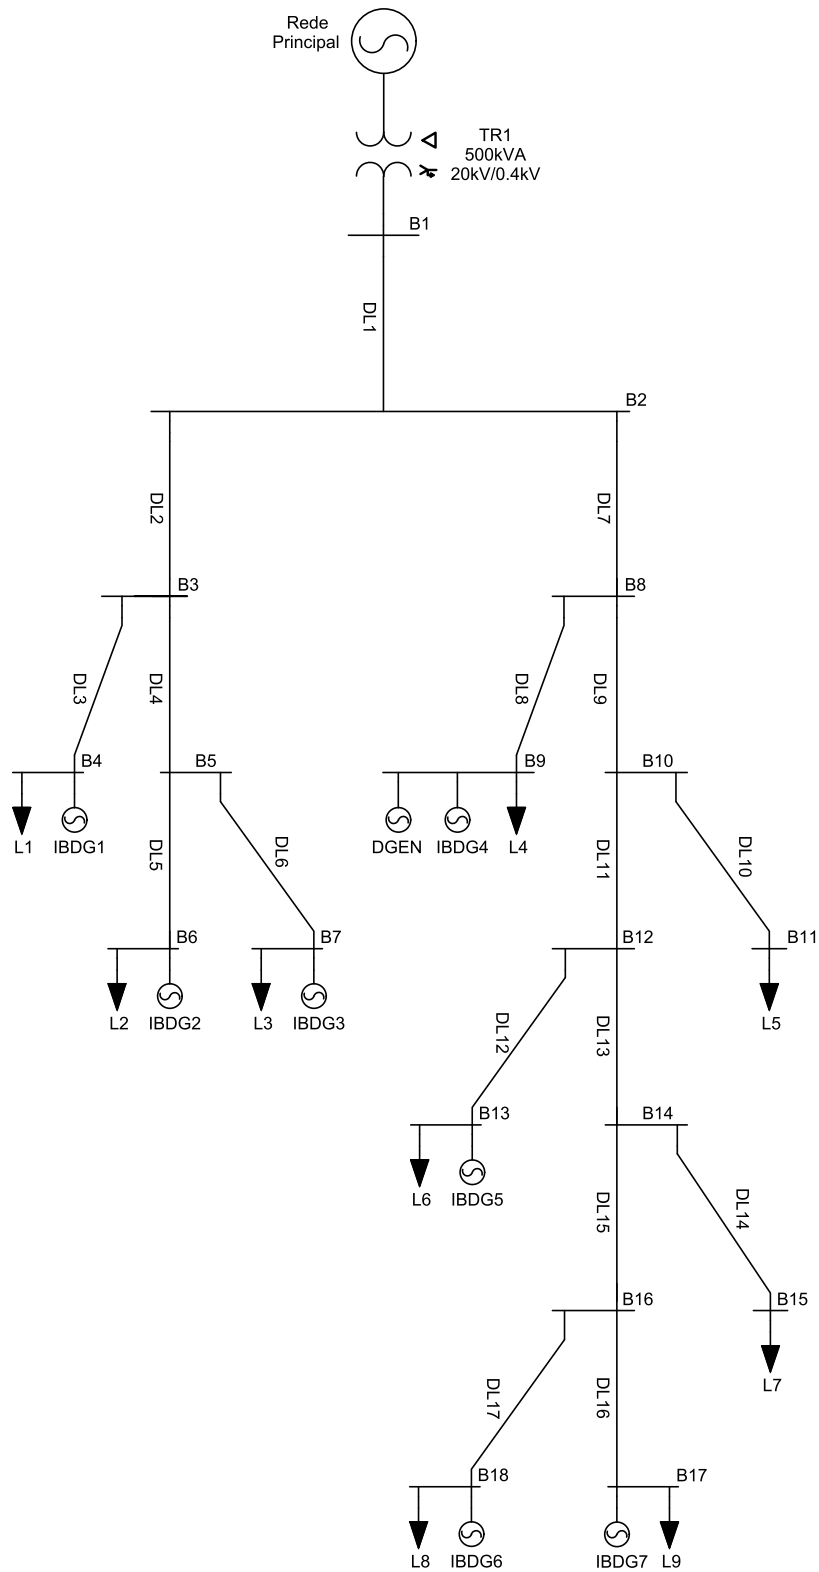 Rede
Principal
TR1
500kVA
20kV/0.4kV
B1
DL1
B2
DL2
DL7
B3
B8
DL3
DL4
DL8
DL9
B4
B5
B9
B10
L1
IBDG1
DL5
DL6
DGEN
IBDG4
L4
DL11
DL10
B6
B7
B12
B11
L2
IBDG2
L3
IBDG3
DL12
DL13
L5
B13
B14
L6
IBDG5
DL15
DL14
B16
B15
DL17
DL16
L7
B18
B17
L8
IBDG6
IBDG7
L9